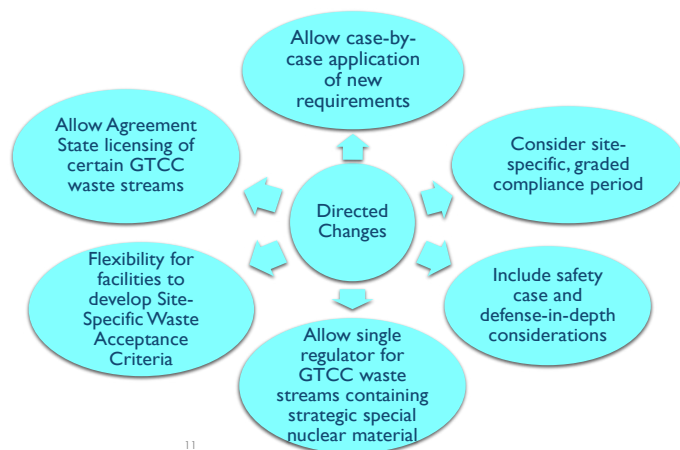 Allow case-by-
case application
of new
requirements
Allow Agreement
State licensing of
certain GTCC
waste streams
Consider site-
specific, graded
compliance period
Directed
Changes
Flexibility for
facilities to
develop Site-
Specific Waste
Acceptance
Criteria
Include safety
case and
defense-in-depth
considerations
Allow single
regulator for
GTCC waste
streams containing
strategic special
nuclear material
11